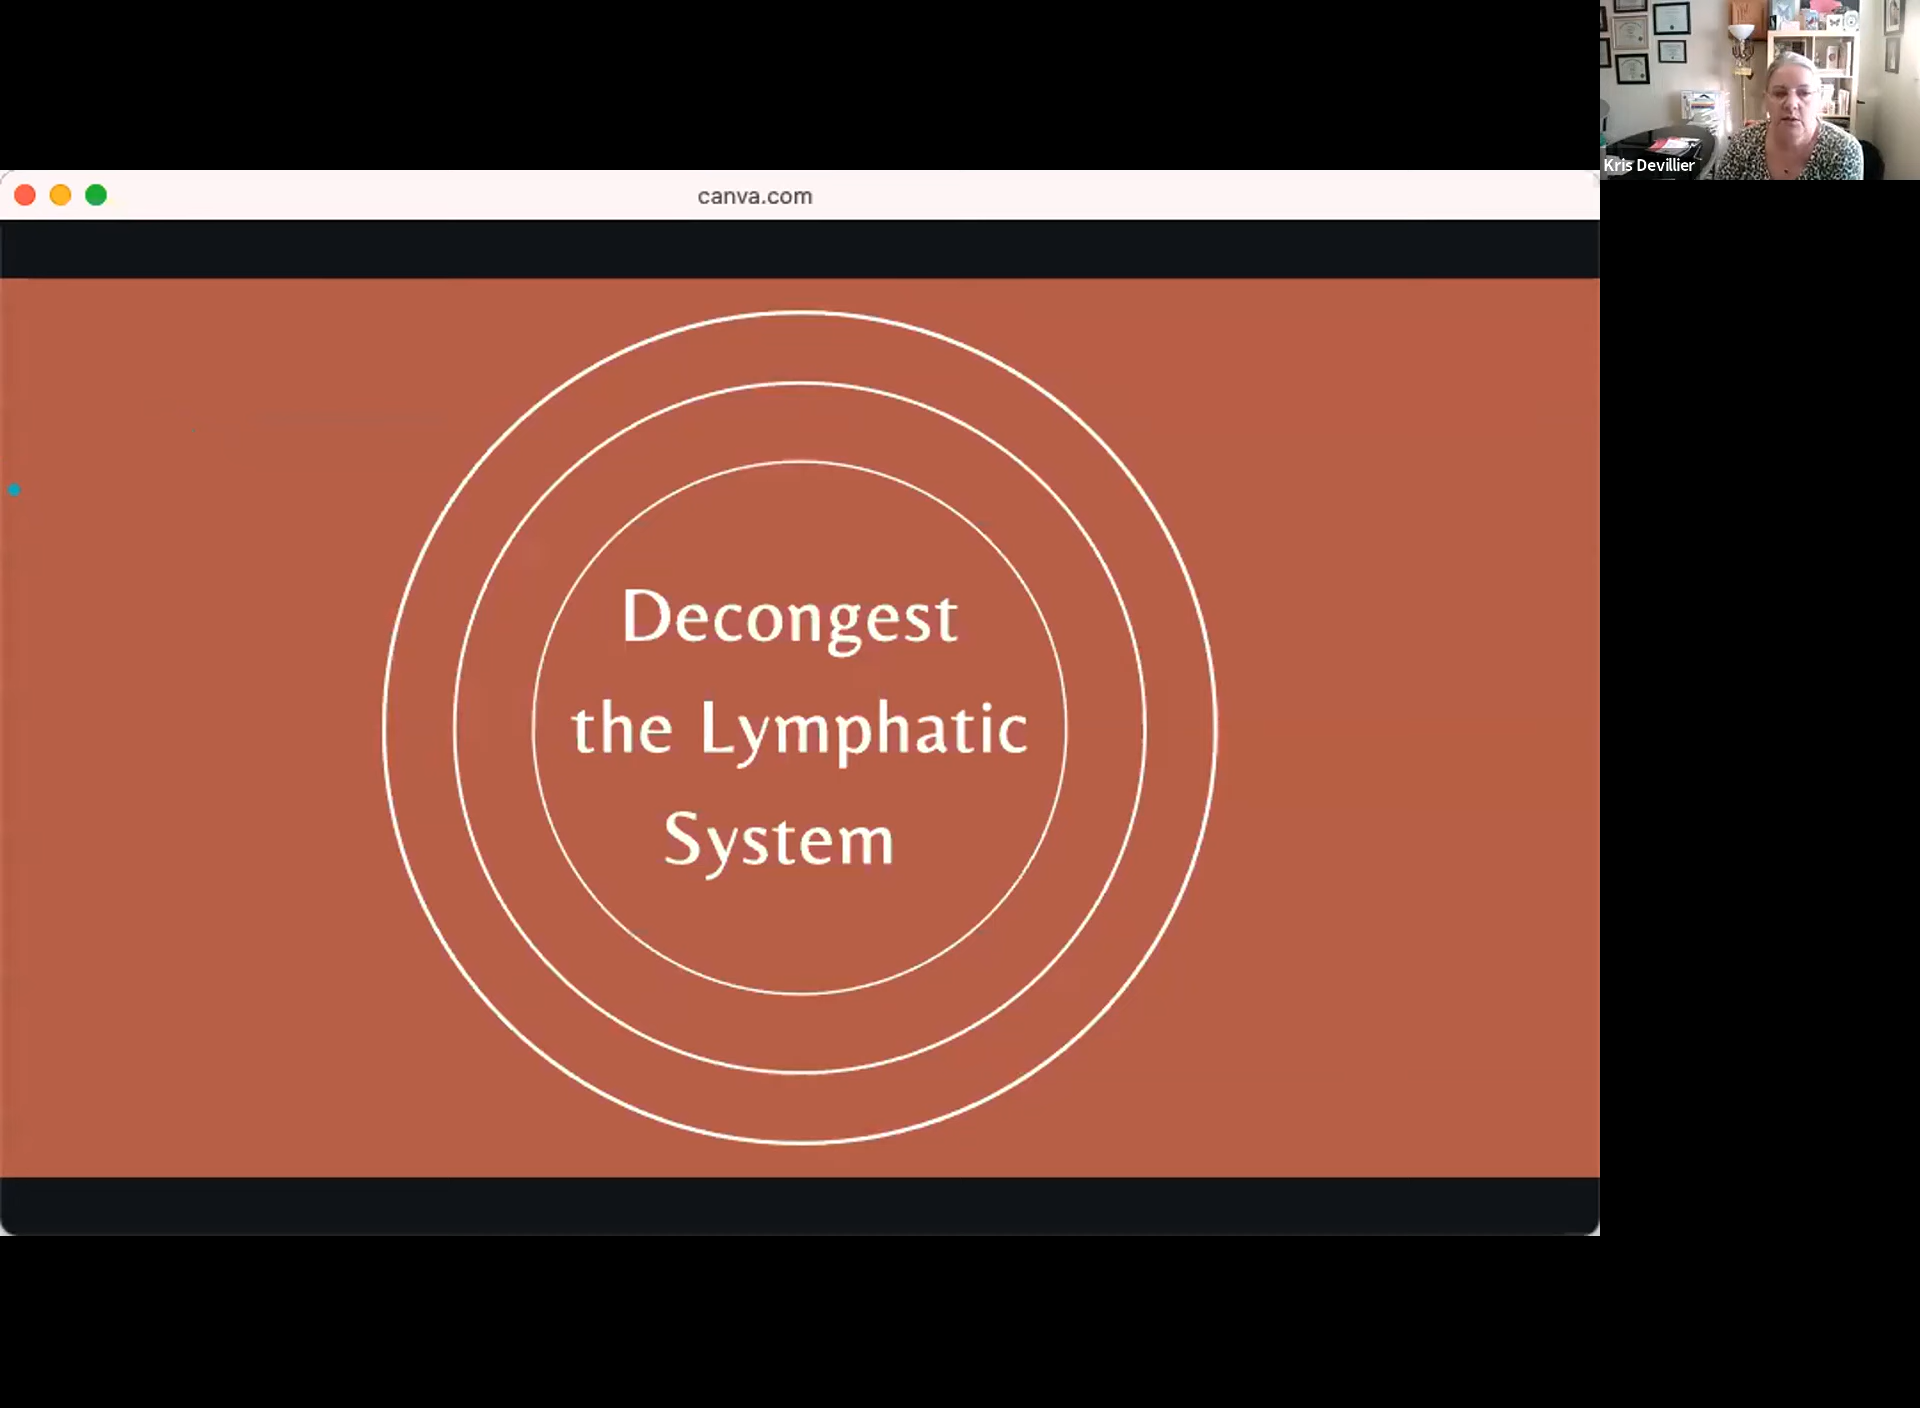 Kris Devillier
canva.com
Decongest
the Lymphatic
System